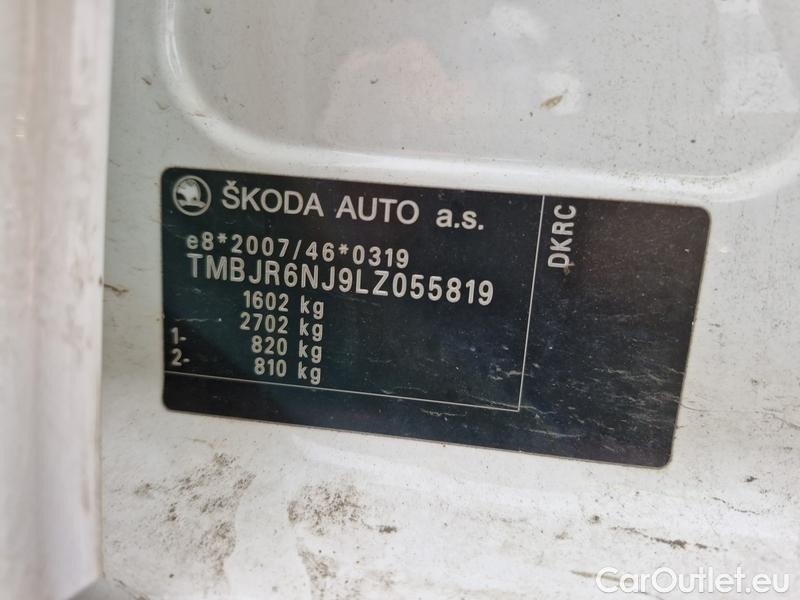 ŠKODA AUTO a.s.
e8*2007/46*0319
TMBJR6NJ9LZ055819
1602 kg
2702 kg
1- 820 kg
2- 810 kg
DKRC
CarOutlet.eu